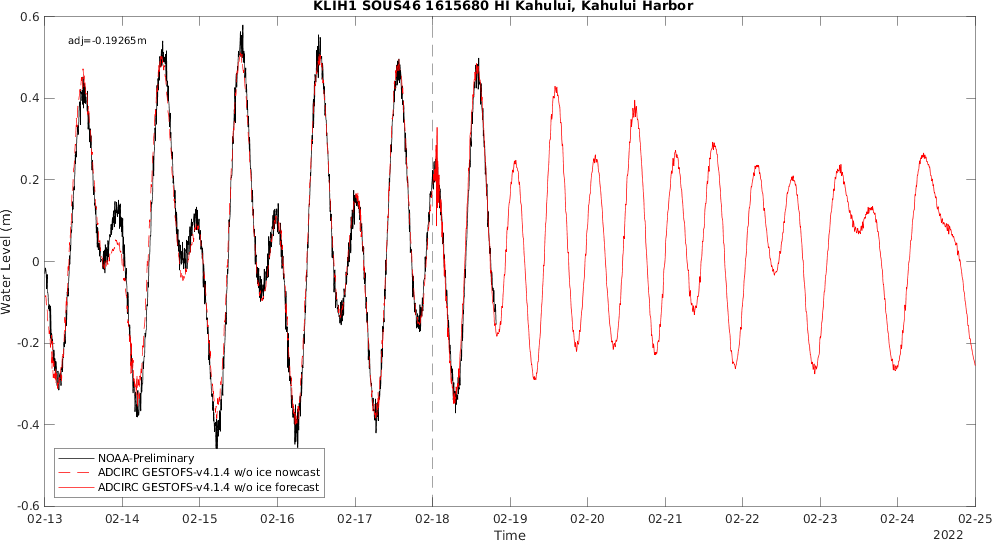 KLIH1 SOUS46 1615680 HI Kahului, Kahului Harbor
adj=-0.19265m
Water Level (m)
0.6
0.4
0.2
0
-0.2
-0.4
-0.6
NOAA-Preliminary
ADCIRC GESTOFS-v4.1.4 w/o ice nowcast
ADCIRC GESTOFS-v4.1.4 w/o ice forecast
02-13 02-14 02-15 02-16 02-17 02-18 02-19 02-20 02-21 02-22 02-23 02-24 02-25
Time
2022